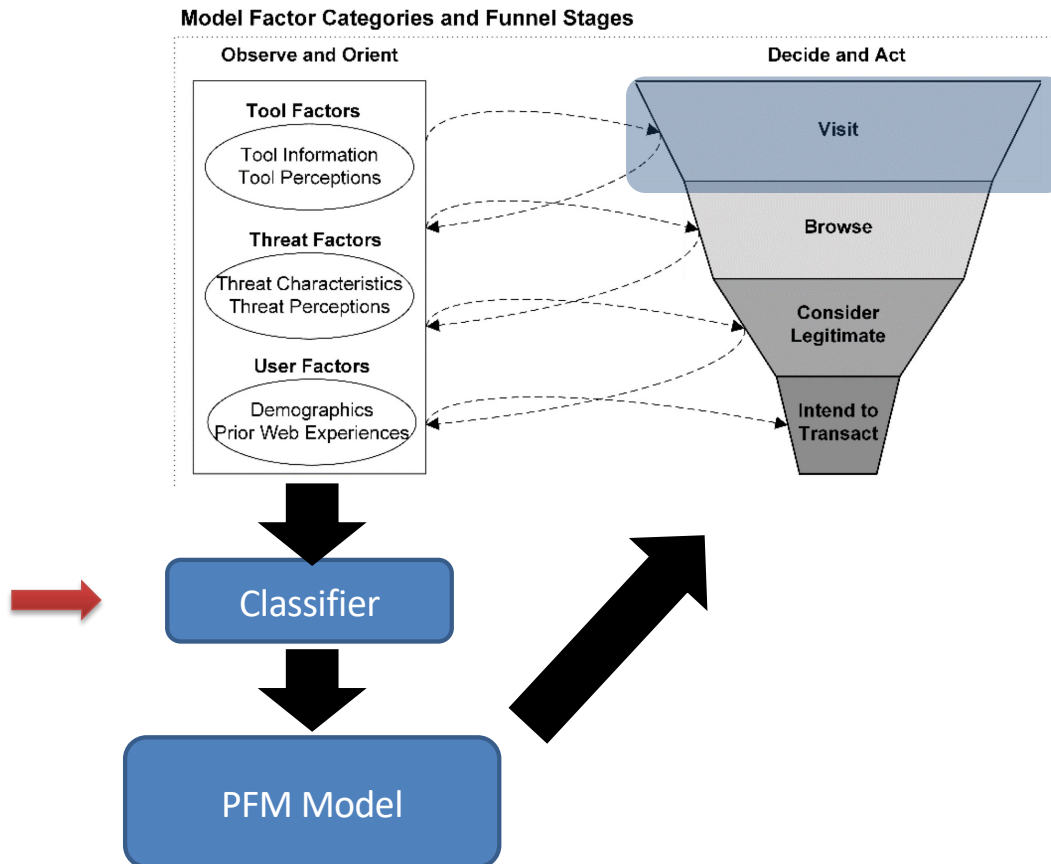 Model Factor Categories and Funnel Stages
Observe and Orient
Tool Factors
Tool Information
Tool Perceptions
Threat Factors
Threat Characteristics
Threat Perceptions
User Factors
Demographics
Prior Web Experiences
Decide and Act
Visit
Browse
Consider
Legitimate
Intend to
Transact
Classifier
PFM Model